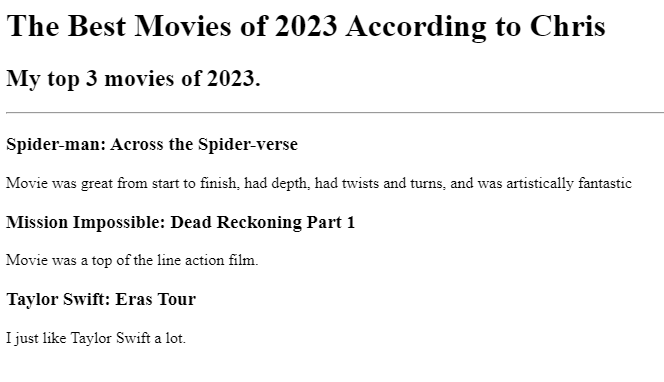 The Best Movies of 2023 According to Chris
My top 3 movies of 2023.
Spider-man: Across the Spider-verse
Movie was great from start to finish, had depth, had twists and turns, and was artistically fantastic
Mission Impossible: Dead Reckoning Part 1
Movie was a top of the line action film.
Taylor Swift: Eras Tour
I just like Taylor Swift a lot.